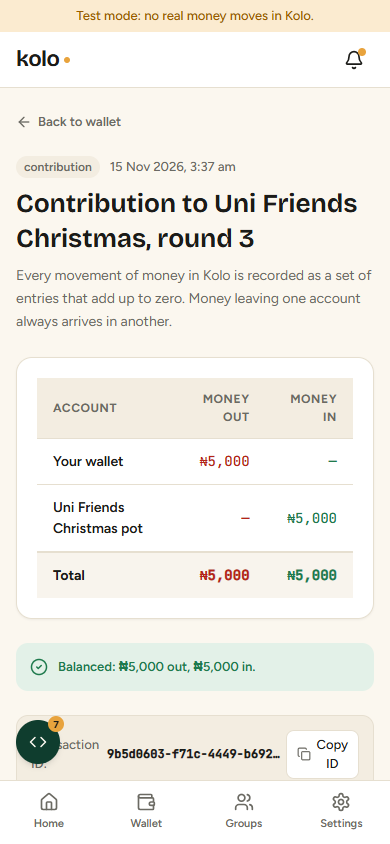 Test mode: no real money moves in Kolo.
kolo
Back to wallet
contribution 15 Nov 2026, 3:37 am
Contribution to Uni Friends
Christmas, round 3
Every movement of money in Kolo is recorded as a set of
entries that add up to zero. Money leaving one account
always arrives in another.
ACCOUNT MONEY OUT MONEY IN
Your wallet ₦5,000 —
Uni Friends
Christmas pot — ₦5,000
Total ₦5,000 ₦5,000
Balanced: ₦5,000 out, ₦5,000 in.
7
9b5d0603-f71c-4449-b692… Copy
ID
Home Wallet Groups Settings